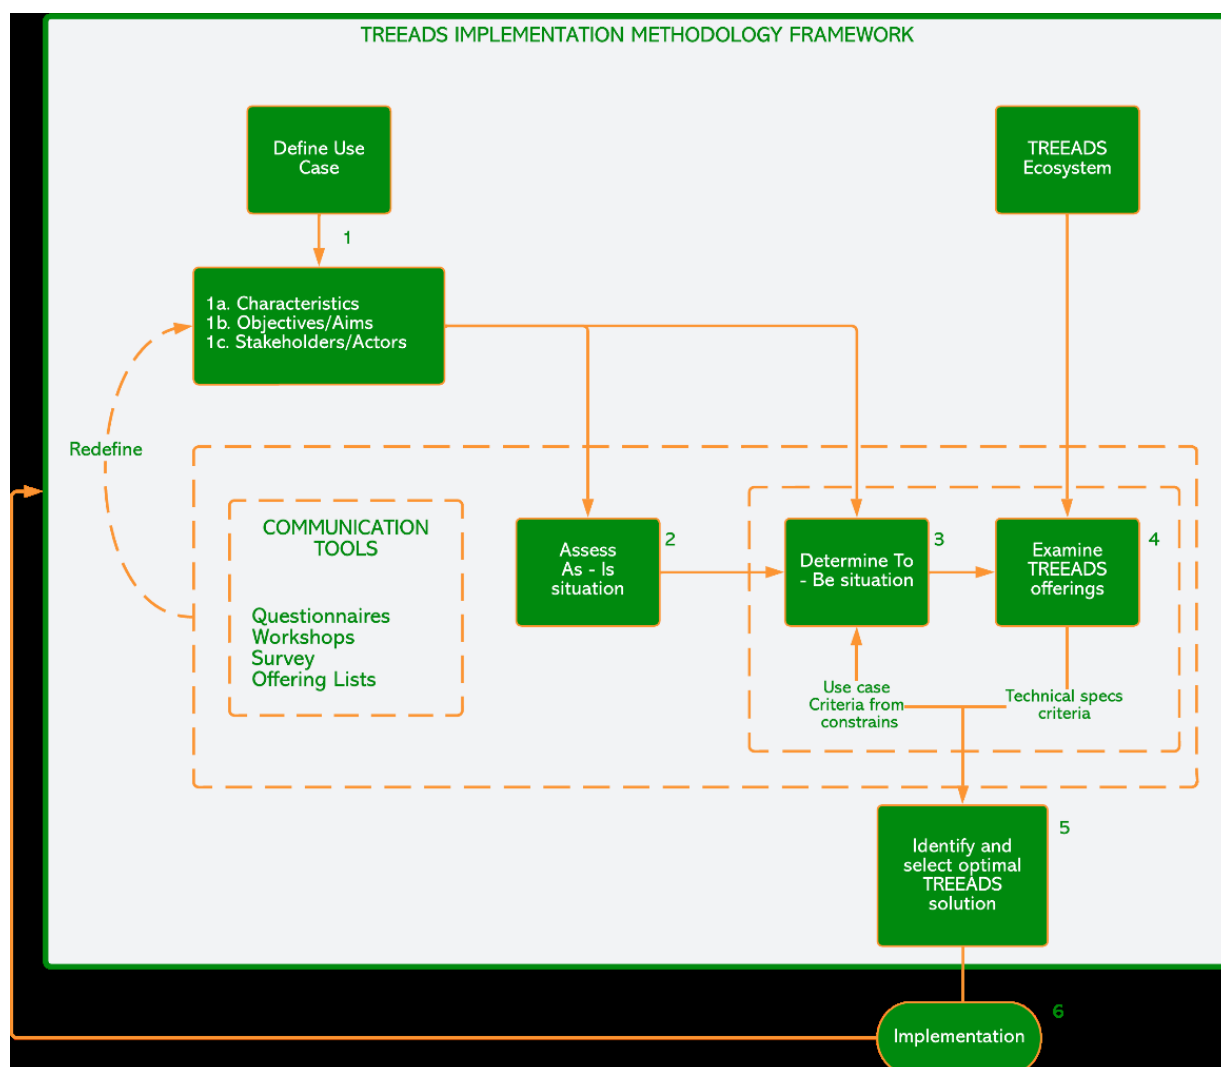 TREEADS IMPLEMENTATION METHODOLOGY FRAMEWORK
Define Use
Case
TREEADS
Ecosystem
1
1a. Characteristics
1b. Objectives/Aims
1c. Stakeholders/Actors
Redefine
COMMUNICATION
TOOLS
Questionnaires
Workshops
Survey
Offering Lists
Assess
As - Is
situation
2
Determine To
- Be situation
3
Examine
TREEADS
offerings
4
Use case
Criteria from
constrains
Technical specs
criteria
Identify and
select optimal
TREEADS
solution
5
Implementation
6